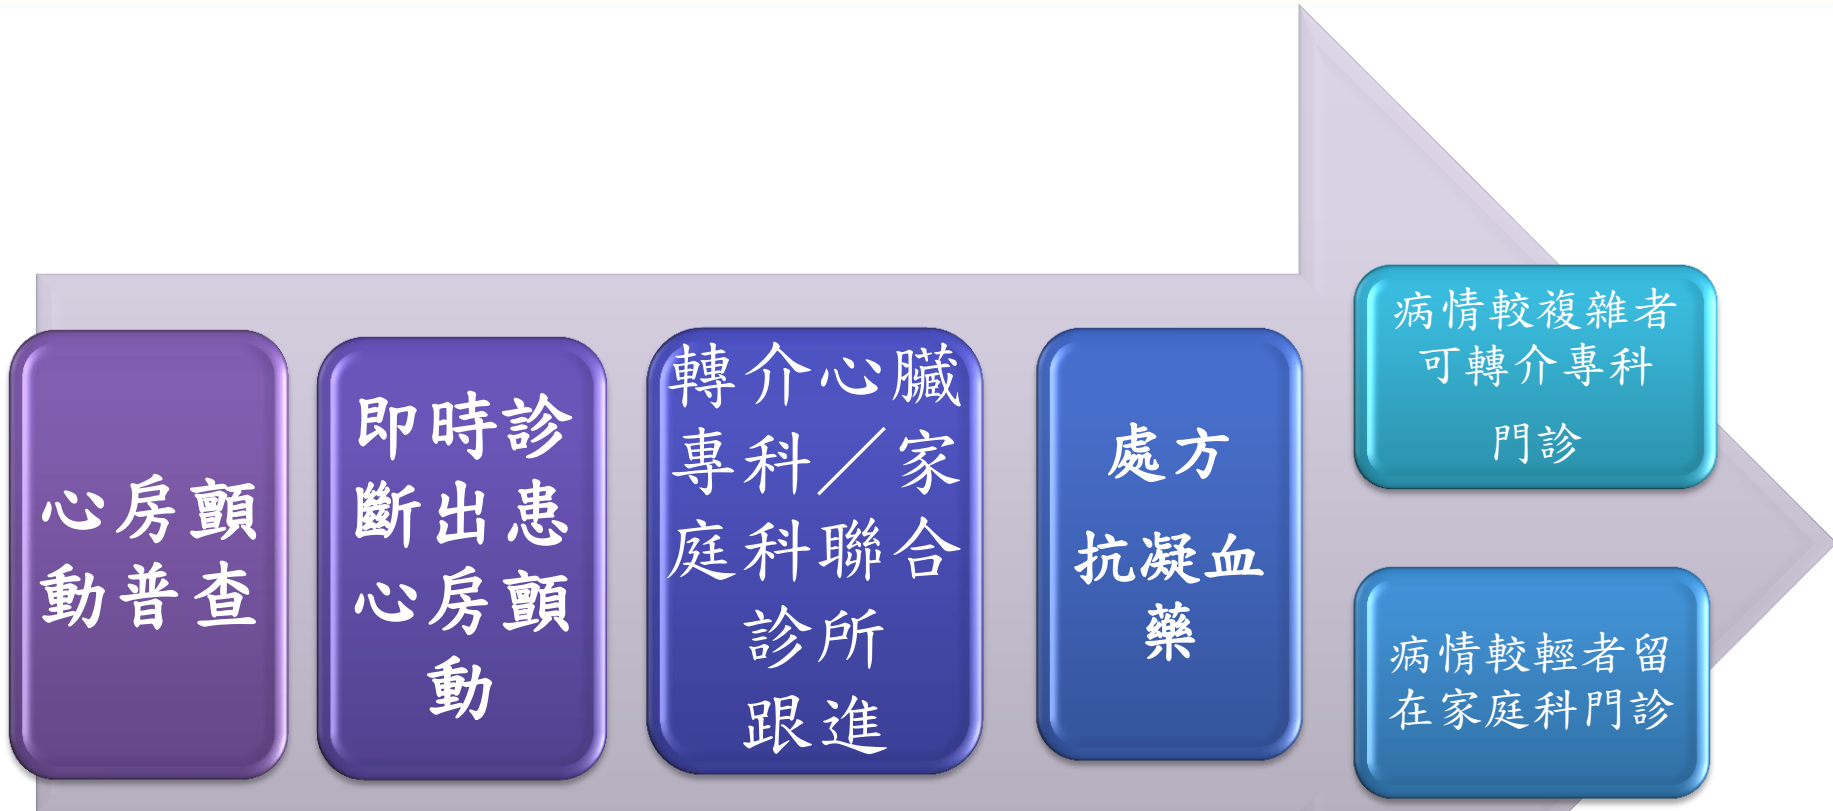 心房顫
動普查
即時診
斷出患
心房顫
動
轉介心臟
專科／家
庭科聯合
診所
跟進
處方
抗凝血
藥
病情較複雜者
可轉介專科
門診
病情較輕者留
在家庭科門診